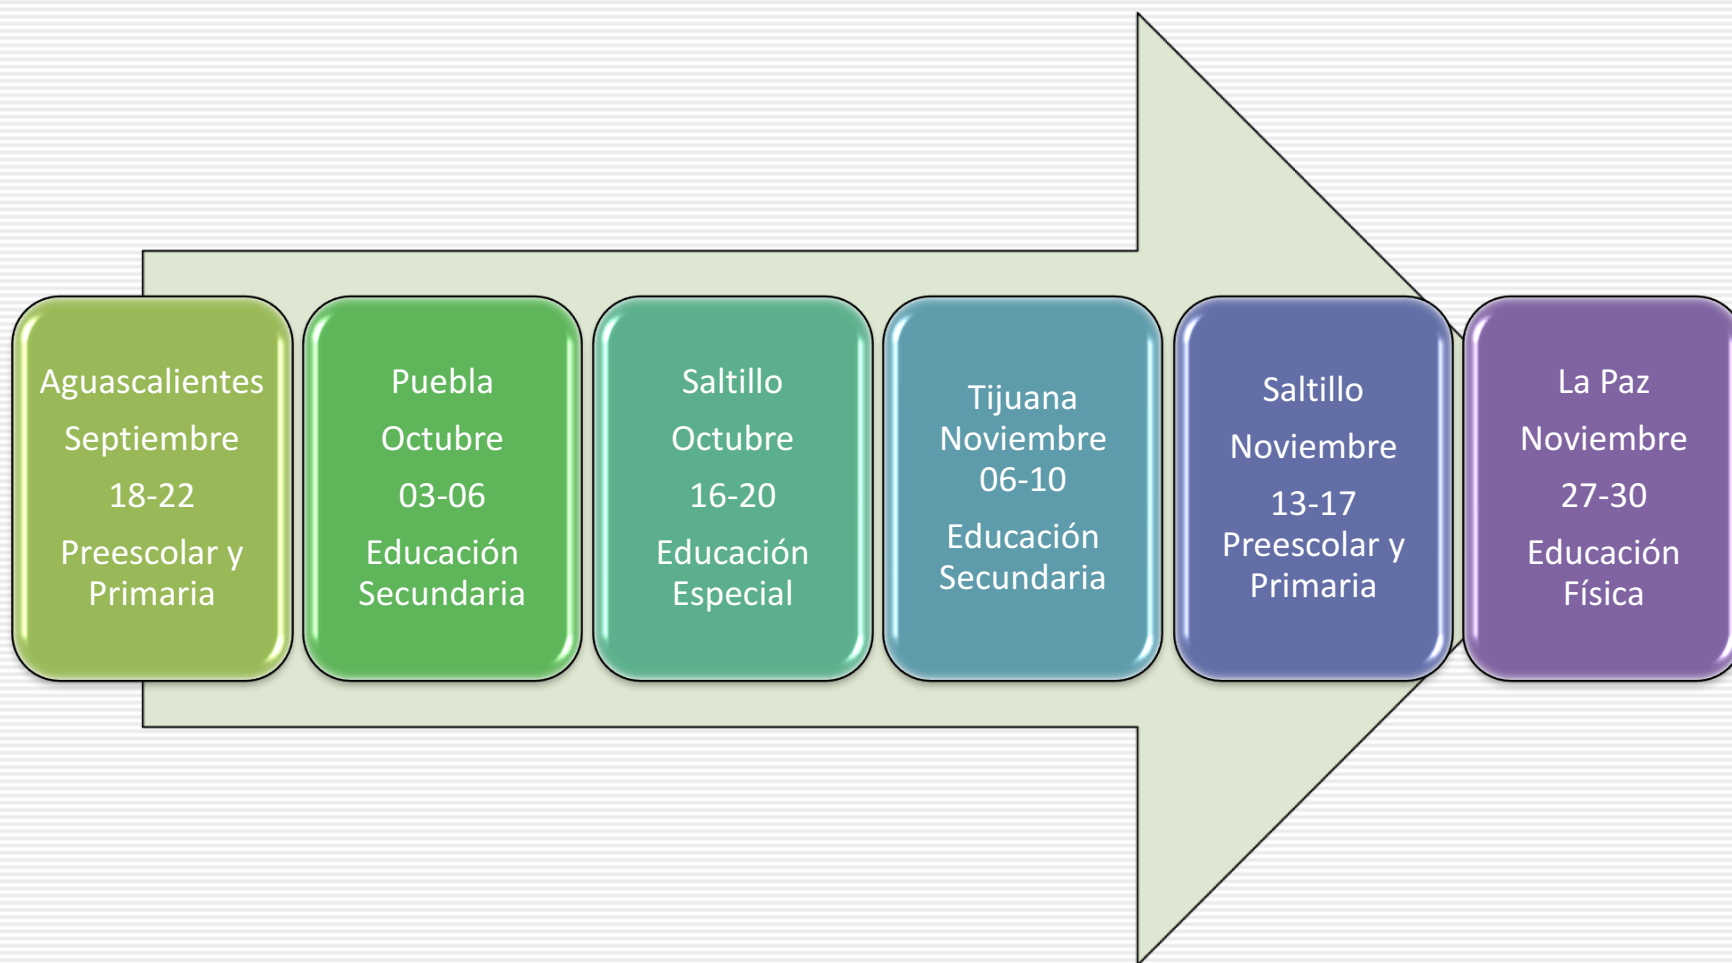 Aguascalientes
Septiembre
18-22
Preescolar y
Primaria
Puebla
Octubre
03-06
Educación
Secundaria
Saltillo
Octubre
16-20
Educación
Especial
Tijuana
Noviembre
06-10
Educación
Secundaria
Saltillo
Noviembre
13-17
Preescolar y
Primaria
La Paz
Noviembre
27-30
Educación
Física